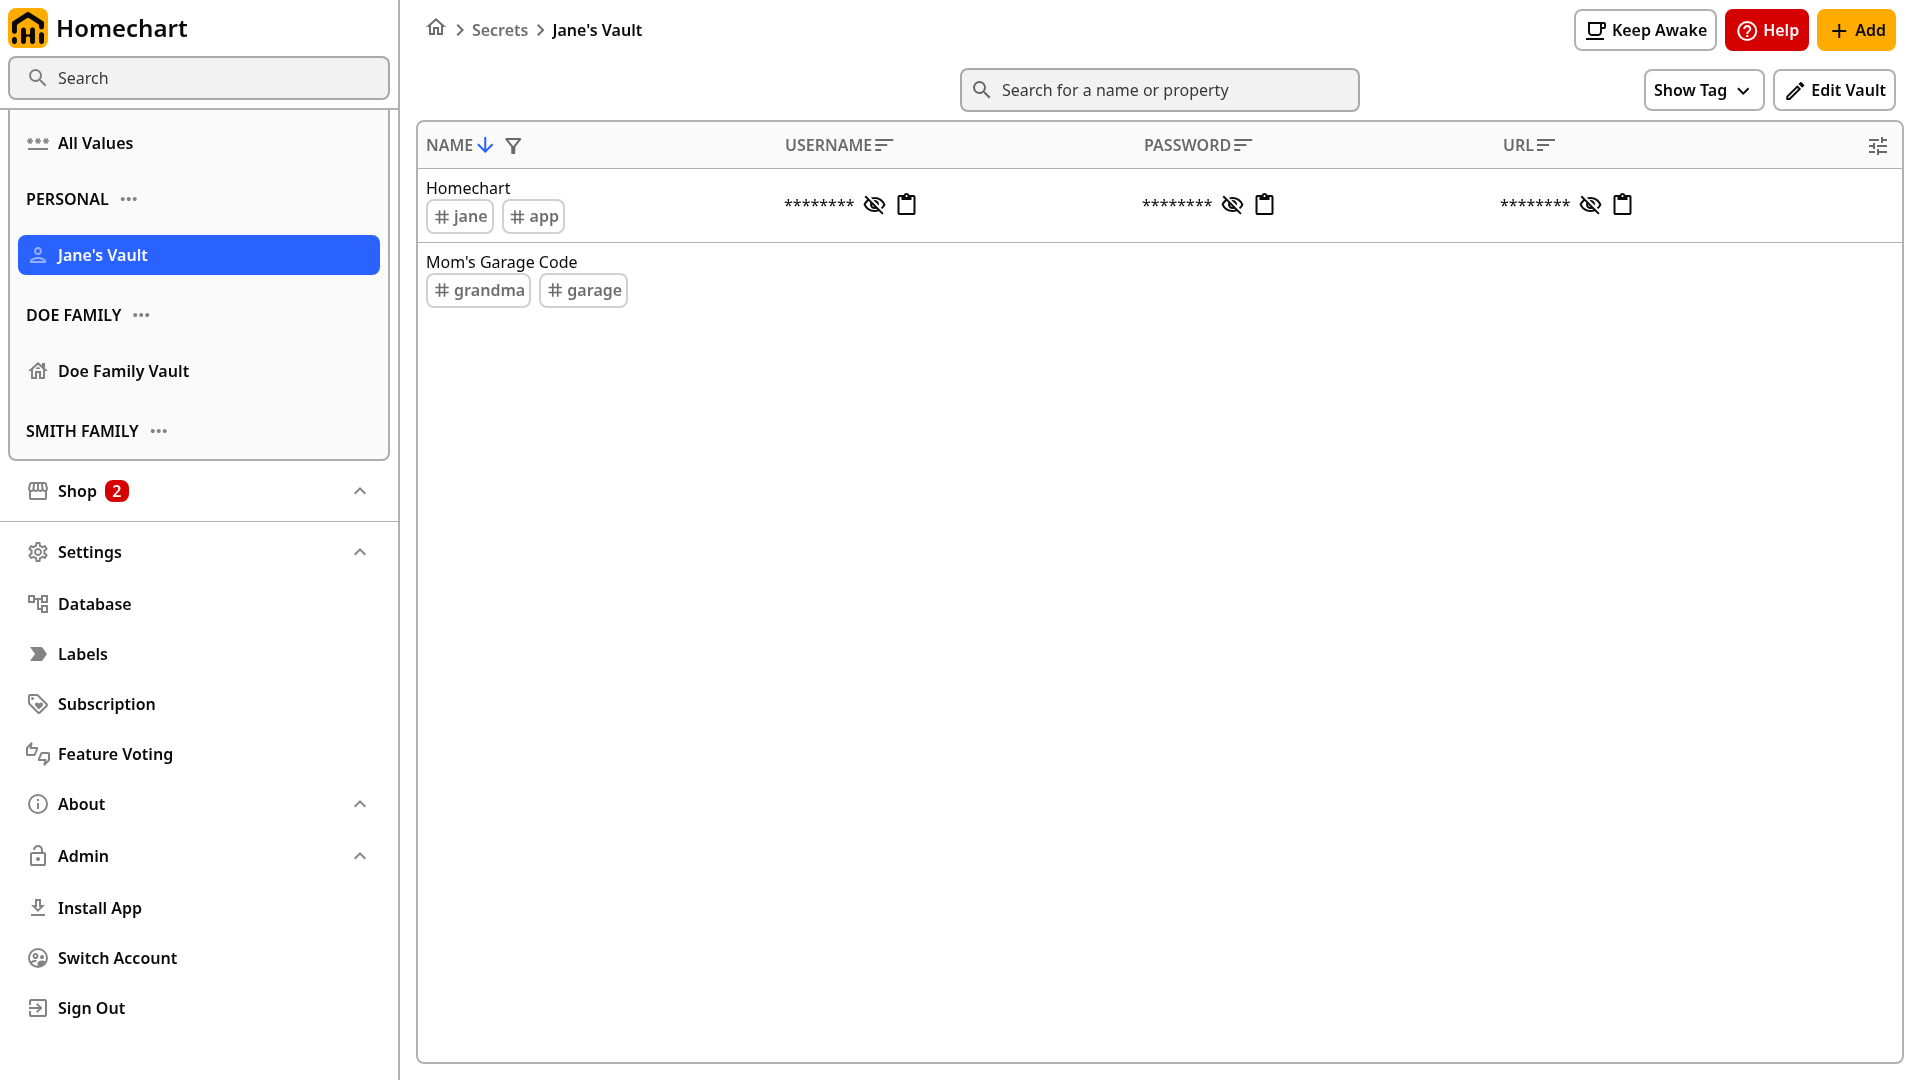 Homechart
Search
All Values
PERSONAL
Jane's Vault
DOE FAMILY
Doe Family Vault
SMITH FAMILY
Shop 2
Settings
Database
Labels
Subscription
Feature Voting
About
Admin
Install App
Switch Account
Sign Out
Secrets Jane's Vault
Keep Awake Help Add
Search for a name or property
Show Tag Edit Vault
NAME USERNAME PASSWORD URL
Homechart
# jane # app
******** ******** ********
Mom's Garage Code
# grandma # garage